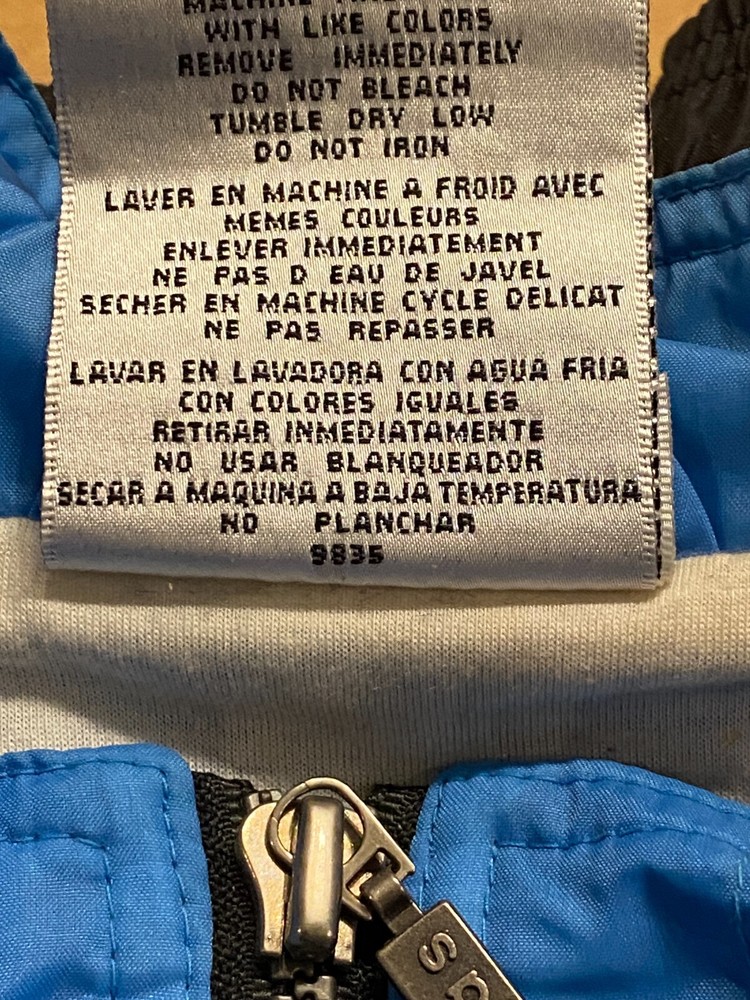 MACHINE
WITH LIKE COLORS
REMOVE IMMEDIATELY
DO NOT BLEACH
TUMBLE DRY LOW
DO NOT IRON
LAVER EN MACHINE A FROID AVEC
MEMES COULEURS
ENLEVER IMMEDIATEMENT
NE PAS D EAU DE JAVEL
SECHER EN MACHINE CYCLE DELICAT
NE PAS REPASSER
LAVAR EN LAVADORA CON AGUA FRIA
CON COLORES IGUALES
RETIRAR INMEDIATAMENTE
NO USAR BLANQUEADOR
SECAR A MAQUINA A BAJA TEMPERATURA
NO PLANCHAR
9835